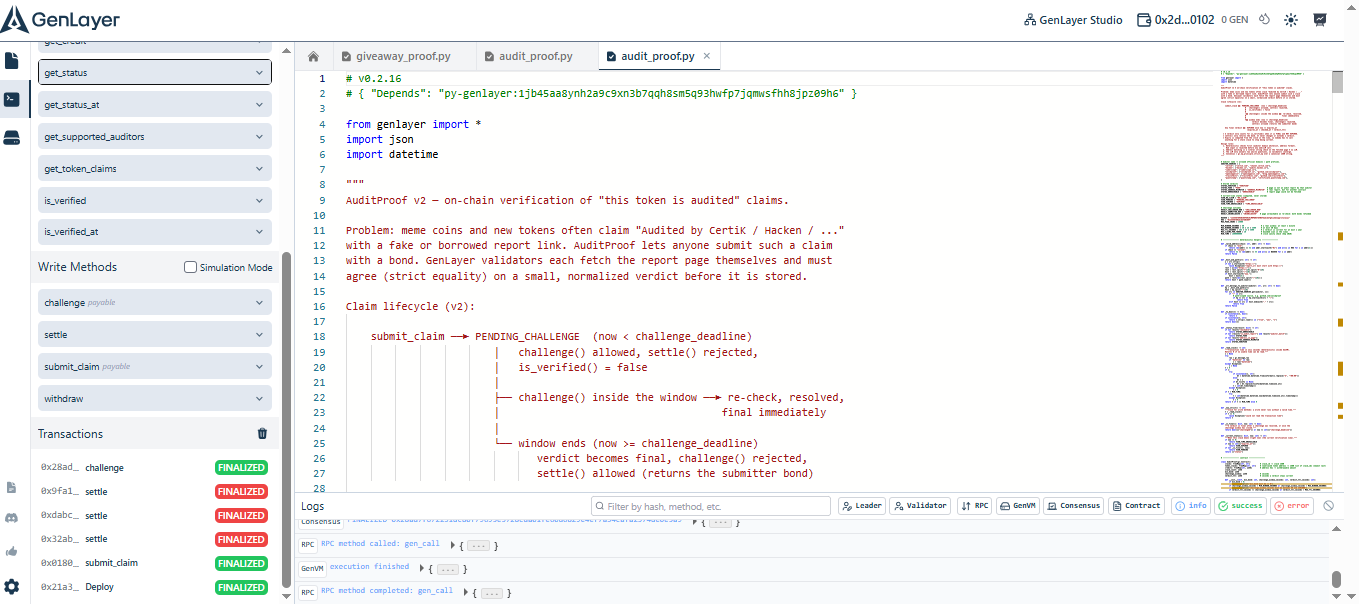 GenLayer
GenLayer Studio
0x2d...0102 0 GEN
get_credit
get_status
get_status_at
get_supported_auditors
get_token_claims
is_verified
is_verified_at
Write Methods
Simulation Mode
challenge payable
settle
submit_claim payable
withdraw
Transactions
0x28ad_ challenge FINALIZED
0x9fa1_ settle FINALIZED
0xdabc_ settle FINALIZED
0x32ab_ settle FINALIZED
0x0180_ submit_claim FINALIZED
0x21a3_ Deploy FINALIZED
giveaway_proof.py
audit_proof.py
audit_proof.py ×
1 # v0.2.16
2 # { "Depends": "py-genlayer:1jb45aa8ynh2a9c9xn3b7qqh8sm5q93hwfp7jqmwsfhh8jpz09h6" }
3
4 from genlayer import *
5 import json
6 import datetime
7
8 """
9 AuditProof v2 — on-chain verification of "this token is audited" claims.
10
11 Problem: meme coins and new tokens often claim "Audited by CertiK / Hacken / ..."
12 with a fake or borrowed report link. AuditProof lets anyone submit such a claim
13 with a bond. GenLayer validators each fetch the report page themselves and must
14 agree (strict equality) on a small, normalized verdict before it is stored.
15
16 Claim lifecycle (v2):
17
18 submit_claim ──► PENDING_CHALLENGE (now < challenge_deadline)
19 │ challenge() allowed, settle() rejected,
20 │ is_verified() = false
21 │
22 ├── challenge() inside the window ──► re-check, resolved,
23 │ final immediately
24 │
25 └── window ends (now >= challenge_deadline)
26 verdict becomes final, challenge() rejected,
27 settle() allowed (returns the submitter bond)
28
Logs
Filter by hash, method, etc.
Leader
Validator
RPC
GenVM
Consensus
Contract
info
success
error
Consensus
{ ... }
RPC RPC method called: gen_call { ... }
GenVM execution finished { ... }
RPC RPC method completed: gen_call { ... }